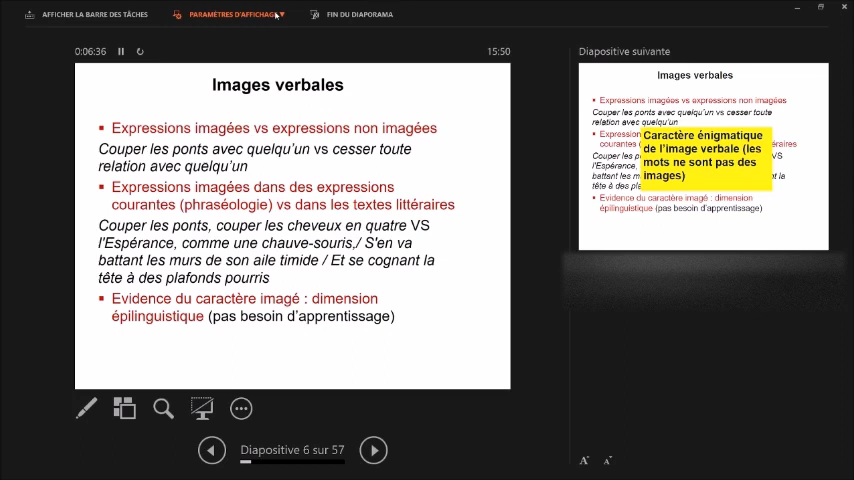 AFFICHER LA BARRE DES TÂCHES
PARAMÈTRES D'AFFICHAGE
FIN DU DIAPORAMA
0:06:36
15:50
Images verbales
Expressions imagées vs expressions non imagées
Couper les ponts avec quelqu'un vs cesser toute
relation avec quelqu'un
Expressions imagées dans des expressions
courantes (phraséologie) vs dans les textes littéraires
Couper les ponts, couper les cheveux en quatre VS
l'Espérance, comme une chauve-souris,/ S'en va
battant les murs de son aile timide / Et se cognant la
tête à des plafonds pourris
Evidence du caractère imagé : dimension
épilinguistique (pas besoin d'apprentissage)
Diapositive 6 sur 57
Diapositive suivante
Images verbales
Expressions imagées vs expressions non imagées
Couper les ponts avec quelqu'un vs cesser toute
relation avec quelqu'un
Caractère énigmatique
de l'image verbale (les
mots ne sont pas des
images)
Evidence du caractère imagé : dimension
épilinguistique (pas besoin d'apprentissage)
A A